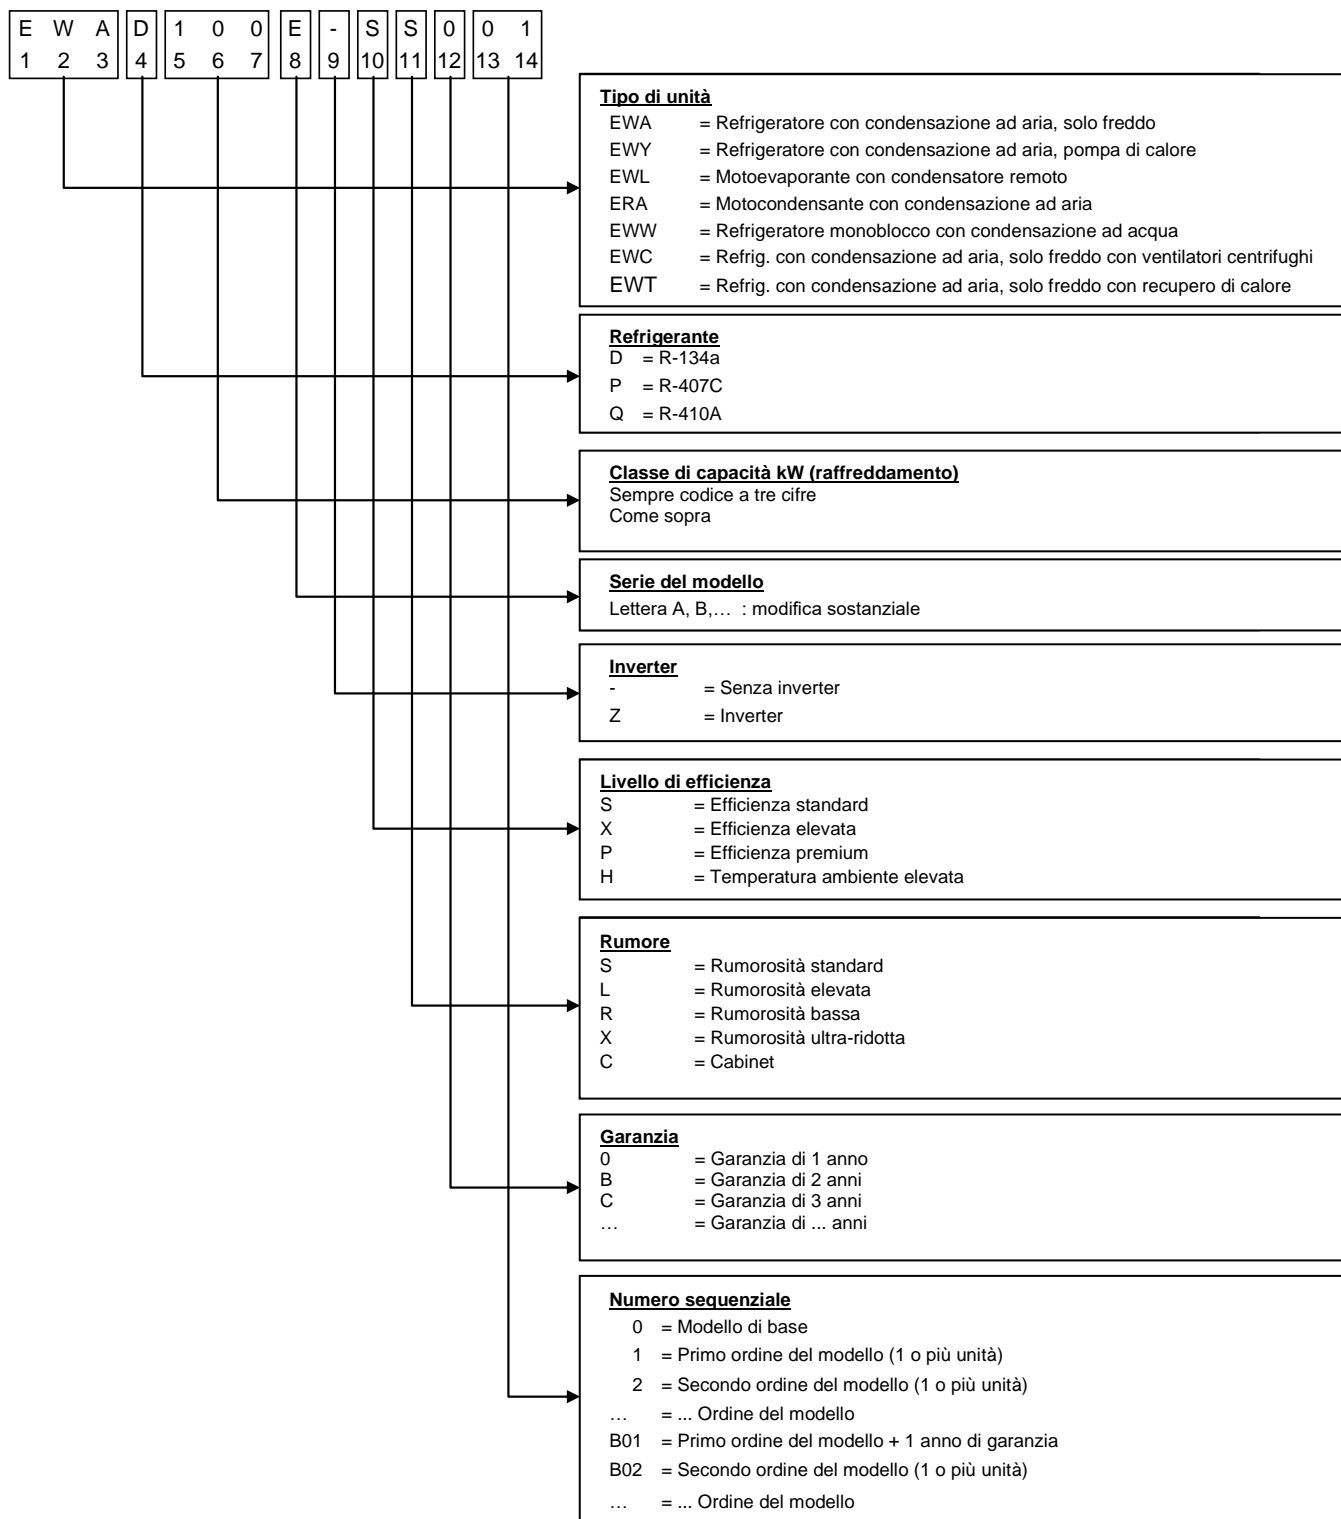 E W A D 1 0 0 E - S S 0 0 1
1 2 3 4 5 6 7 8 9 10 11 12 13 14
Tipo di unità
EWA = Refrigeratore con condensazione ad aria, solo freddo
EWY = Refrigeratore con condensazione ad aria, pompa di calore
EWL = Motoevaporante con condensatore remoto
ERA = Motocondensante con condensazione ad aria
EWW = Refrigeratore monoblocco con condensazione ad acqua
EWC = Refrig. con condensazione ad aria, solo freddo con ventilatori centrifughi
EWT = Refrig. con condensazione ad aria, solo freddo con recupero di calore
Refrigerante
D = R-134a
P = R-407C
Q = R-410A
Classe di capacità kW (raffreddamento)
Sempre codice a tre cifre
Come sopra
Serie del modello
Lettera A, B,… : modifica sostanziale
Inverter
- = Senza inverter
Z = Inverter
Livello di efficienza
S = Efficienza standard
X = Efficienza elevata
P = Efficienza premium
H = Temperatura ambiente elevata
Rumore
S = Rumorosità standard
L = Rumorosità elevata
R = Rumorosità bassa
X = Rumorosità ultra-ridotta
C = Cabinet
Garanzia
0 = Garanzia di 1 anno
B = Garanzia di 2 anni
C = Garanzia di 3 anni
… = Garanzia di ... anni
Numero sequenziale
0 = Modello di base
1 = Primo ordine del modello (1 o più unità)
2 = Secondo ordine del modello (1 o più unità)
… = ... Ordine del modello
B01 = Primo ordine del modello + 1 anno di garanzia
B02 = Secondo ordine del modello (1 o più unità)
… = ... Ordine del modello